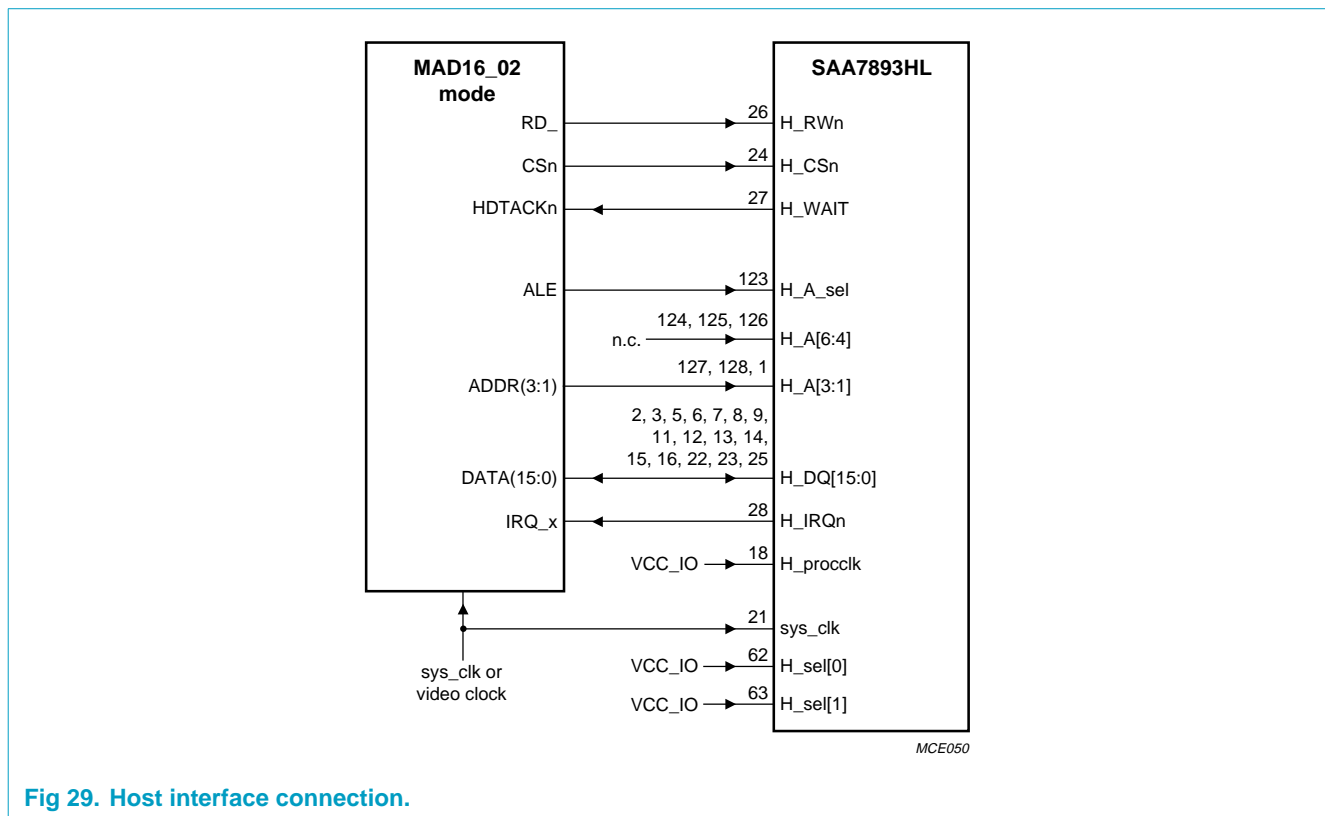 MAD16_02
mode
SAA7893HL
RD_
26
H_RWn
CSn
24
H_CSn
HDTACKn
27
H_WAIT
ALE
123
H_A_sel
124, 125, 126
n.c.
H_A[6:4]
127, 128, 1
ADDR(3:1)
H_A[3:1]
2, 3, 5, 6, 7, 8, 9,
11, 12, 13, 14,
15, 16, 22, 23, 25
DATA(15:0)
H_DQ[15:0]
IRQ_x
28
H_IRQn
VCC_IO
18
H_procclk
21
sys_clk
sys_clk or
video clock
VCC_IO
62
H_sel[0]
VCC_IO
63
H_sel[1]
MCE050
Fig 29. Host interface connection.